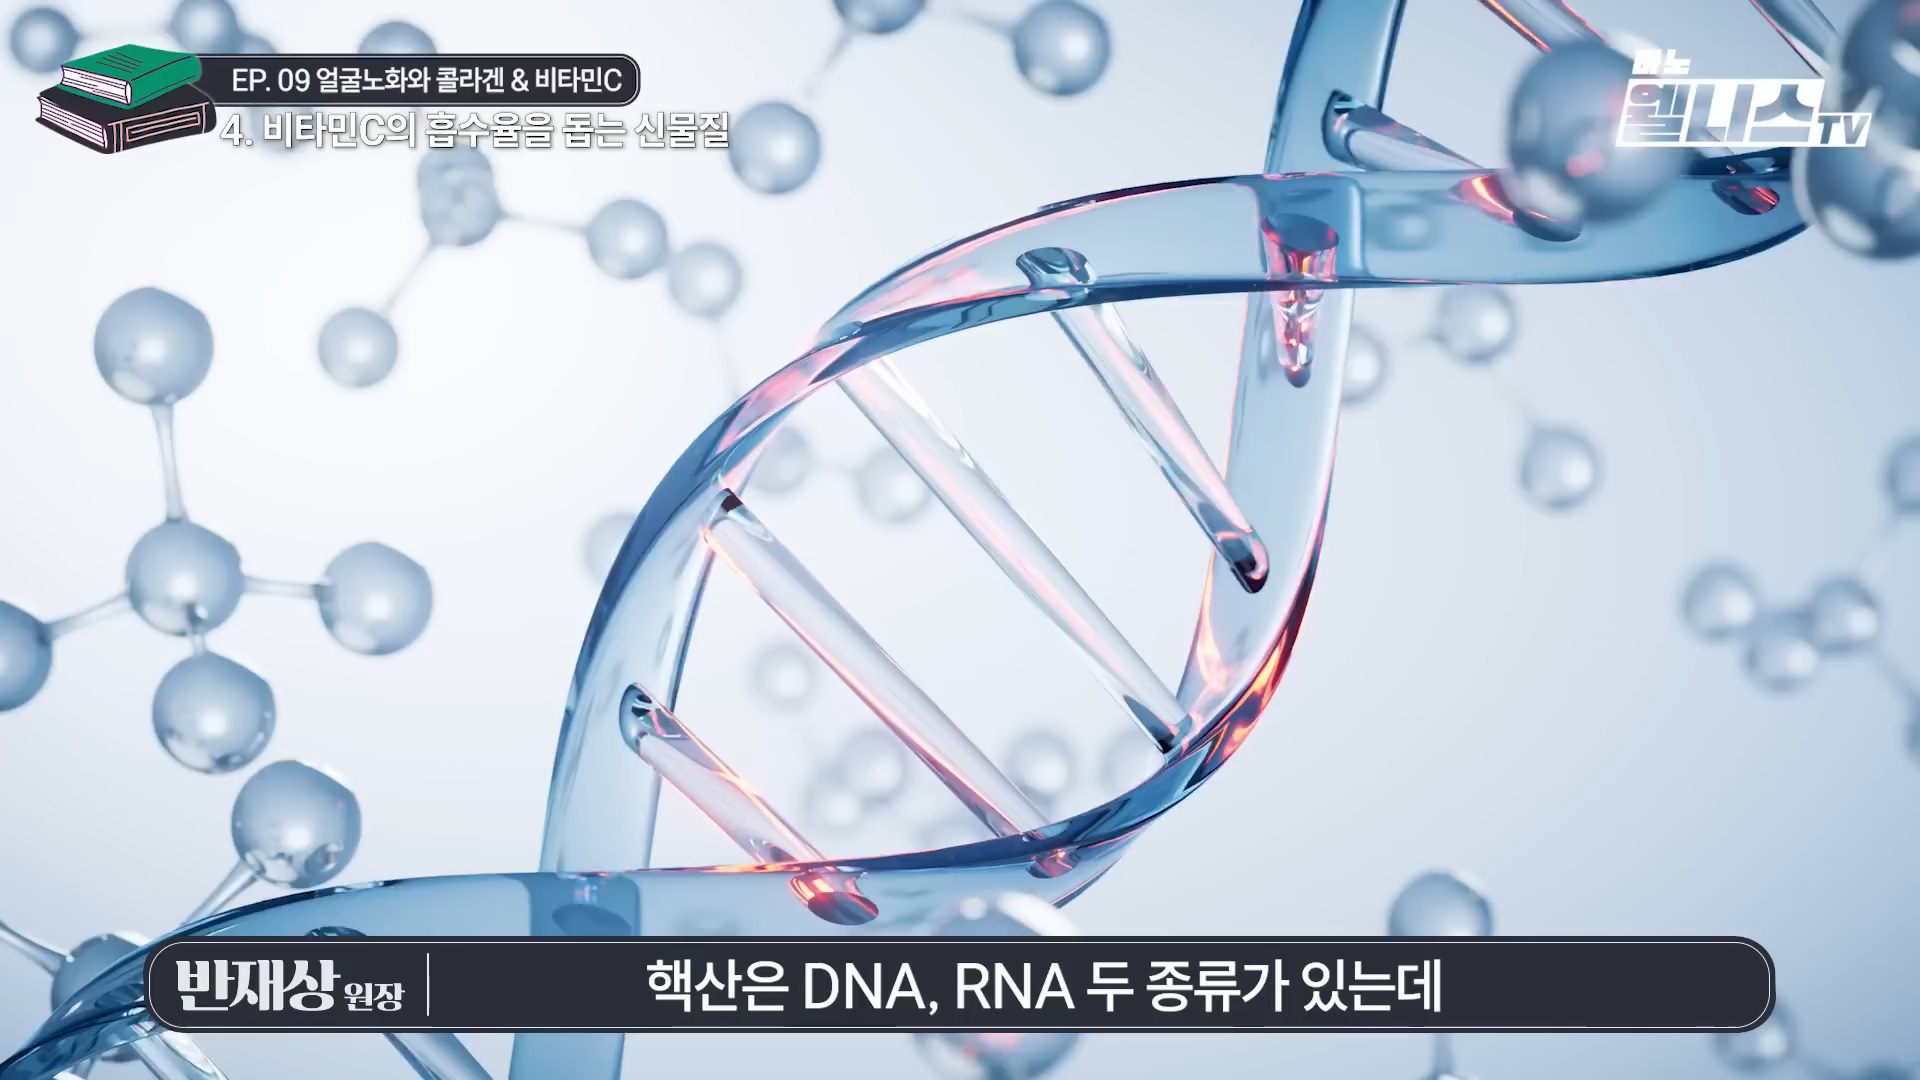 EP. 09 얼굴노화와 콜라겐 & 비타민C
4. 비타민C의 흡수율을 돕는 신물질
바노
웰니스TV
반재상 원장
핵산은 DNA, RNA 두 종류가 있는데